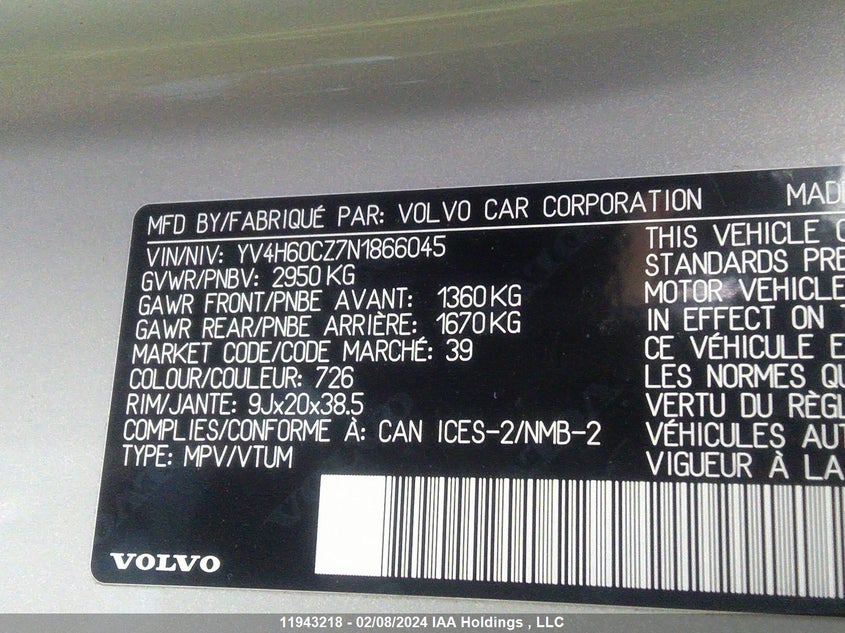 MFD BY/FABRIQUÉ PAR: VOLVO CAR CORPORATION
VIN/NIV: YV4H60CZ7N1866045
GVWR/PNBV: 2950 KG
GAWR FRONT/PNBE AVANT: 1360 KG
GAWR REAR/PNBE ARRIÈRE: 1670 KG
MARKET CODE/CODE MARCHÉ: 39
COLOUR/COULEUR: 726
RIM/JANTE: 9Jx20x38.5
COMPLIES/CONFORME À: CAN ICES-2/NMB-2
TYPE: MPV/VTUM
MADE
THIS VEHICLE
STANDARDS
MOTOR VEHICLE
IN EFFECT ON
CE VÉHICULE
LES NORMES
VERTU DU
VÉHICULES
VIGUEUR À LA
VOLVO
11943218 - 02/08/2024 IAA Holdings , LLC